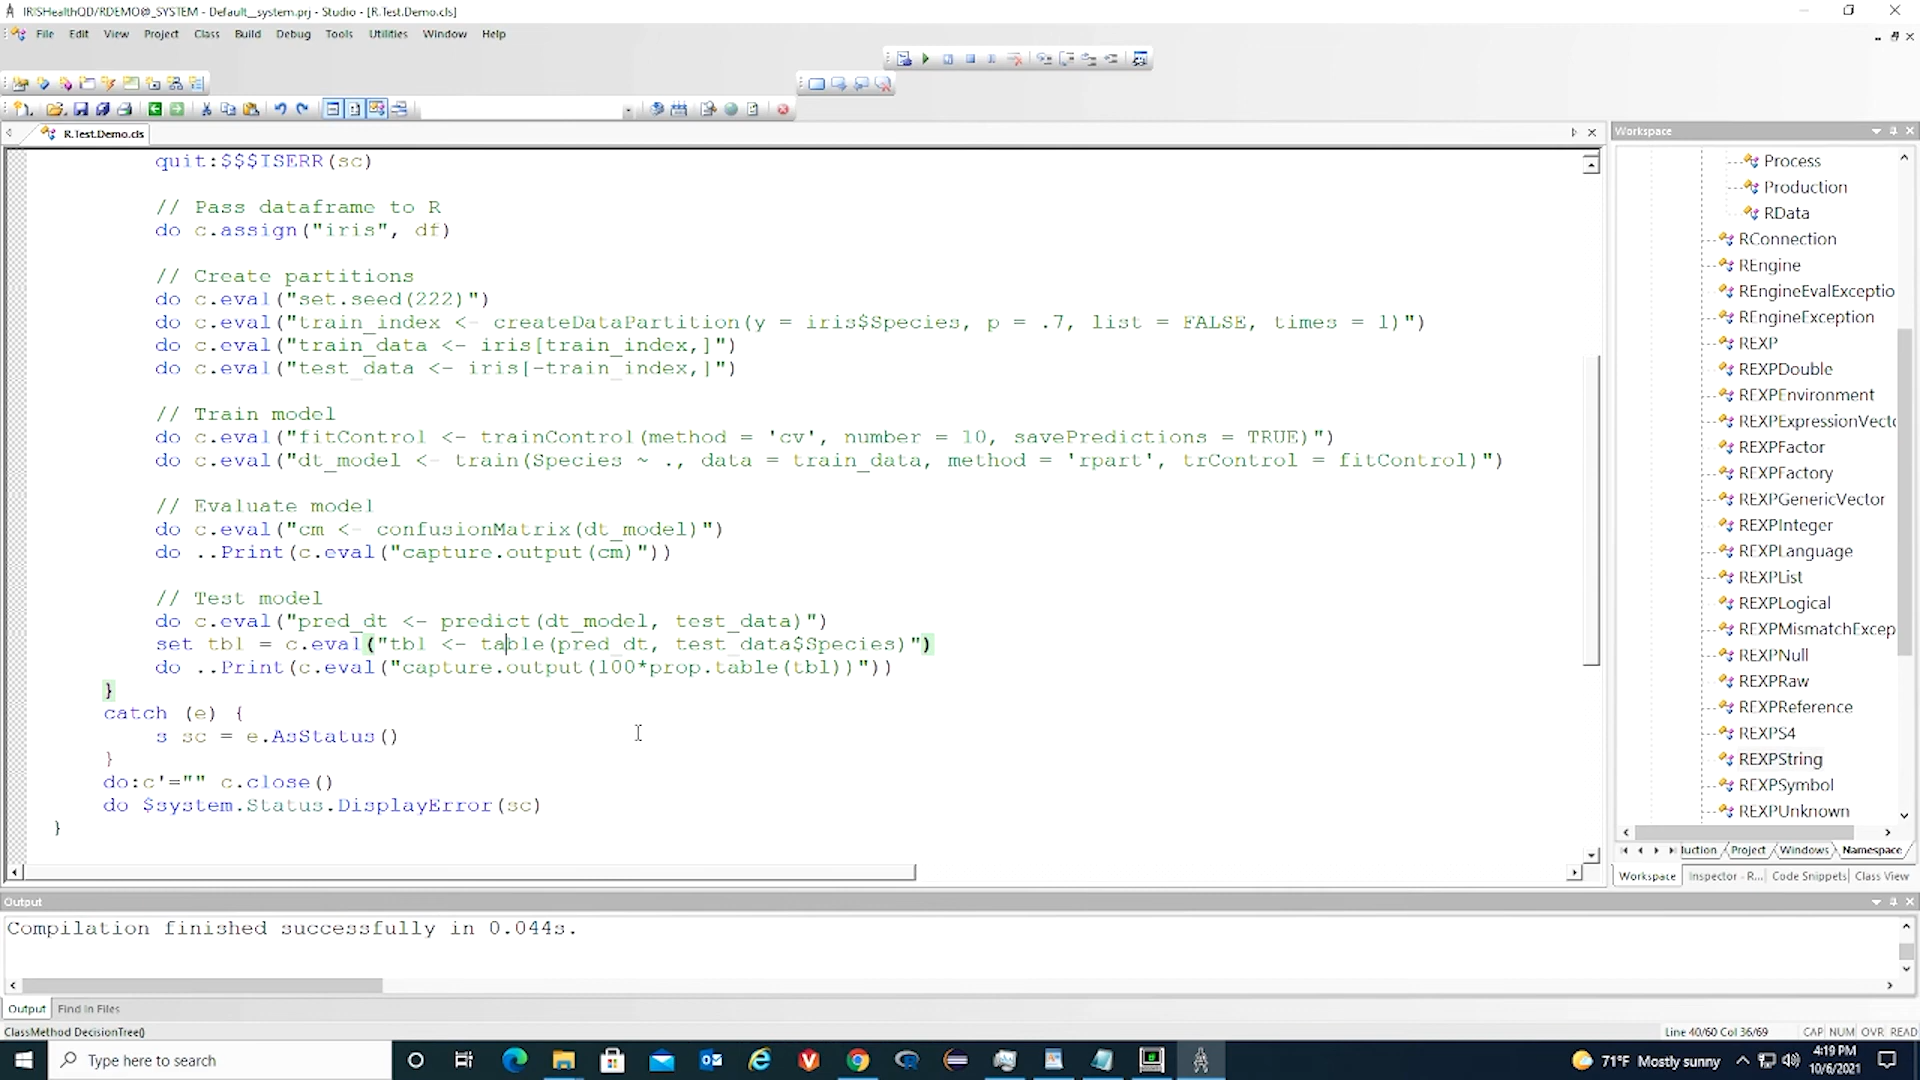 IRISHealthQD/RDEMO@_SYSTEM - Default__system.prj - Studio - [R.Test.Demo.cls]
File Edit View Project Class Build Debug Tools Utilities Window Help
R.Test.Demo.cls
quit:$$$ISERR(sc)
// Pass dataframe to R
do c.assign("iris", df)
// Create partitions
do c.eval("set.seed(222)")
do c.eval("train_index <- createDataPartition(y = iris$Species, p = .7, list = FALSE, times = 1)")
do c.eval("train_data <- iris[train_index,]")
do c.eval("test_data <- iris[-train_index,]")
// Train model
do c.eval("fitControl <- trainControl(method = 'cv', number = 10, savePredictions = TRUE)")
do c.eval("dt_model <- train(Species ~ ., data = train_data, method = 'rpart', trControl = fitControl)")
// Evaluate model
do c.eval("cm <- confusionMatrix(dt_model)")
do ..Print(c.eval("capture.output(cm)"))
// Test model
do c.eval("pred_dt <- predict(dt_model, test_data)")
set tbl = c.eval("tbl <- table(pred_dt, test_data$Species)")
do ..Print(c.eval("capture.output(100*prop.table(tbl))"))
}
catch (e) {
s sc = e.AsStatus()
}
do:c'="" c.close()
do $system.Status.DisplayError(sc)
}
Workspace
Process
Production
RData
RConnection
REngine
REngineEvalExceptio
REngineException
REXP
REXPDouble
REXPEnvironment
REXPExpressionVecto
REXPFactor
REXPFactory
REXPGenericVector
REXPInteger
REXPLanguage
REXPList
REXPLogical
REXPMismatchExcep
REXPNull
REXPRaw
REXPReference
REXPS4
REXPString
REXPSymbol
REXPUnknown
luction Project Windows Namespace
Workspace Inspector - R... Code Snippets Class View
Output
Compilation finished successfully in 0.044s.
Output Find in Files
ClassMethod DecisionTree() Line 40/60 Col 36/69 CAP NUM OVR READ
Type here to search
71°F Mostly sunny
4:19 PM
10/6/2021